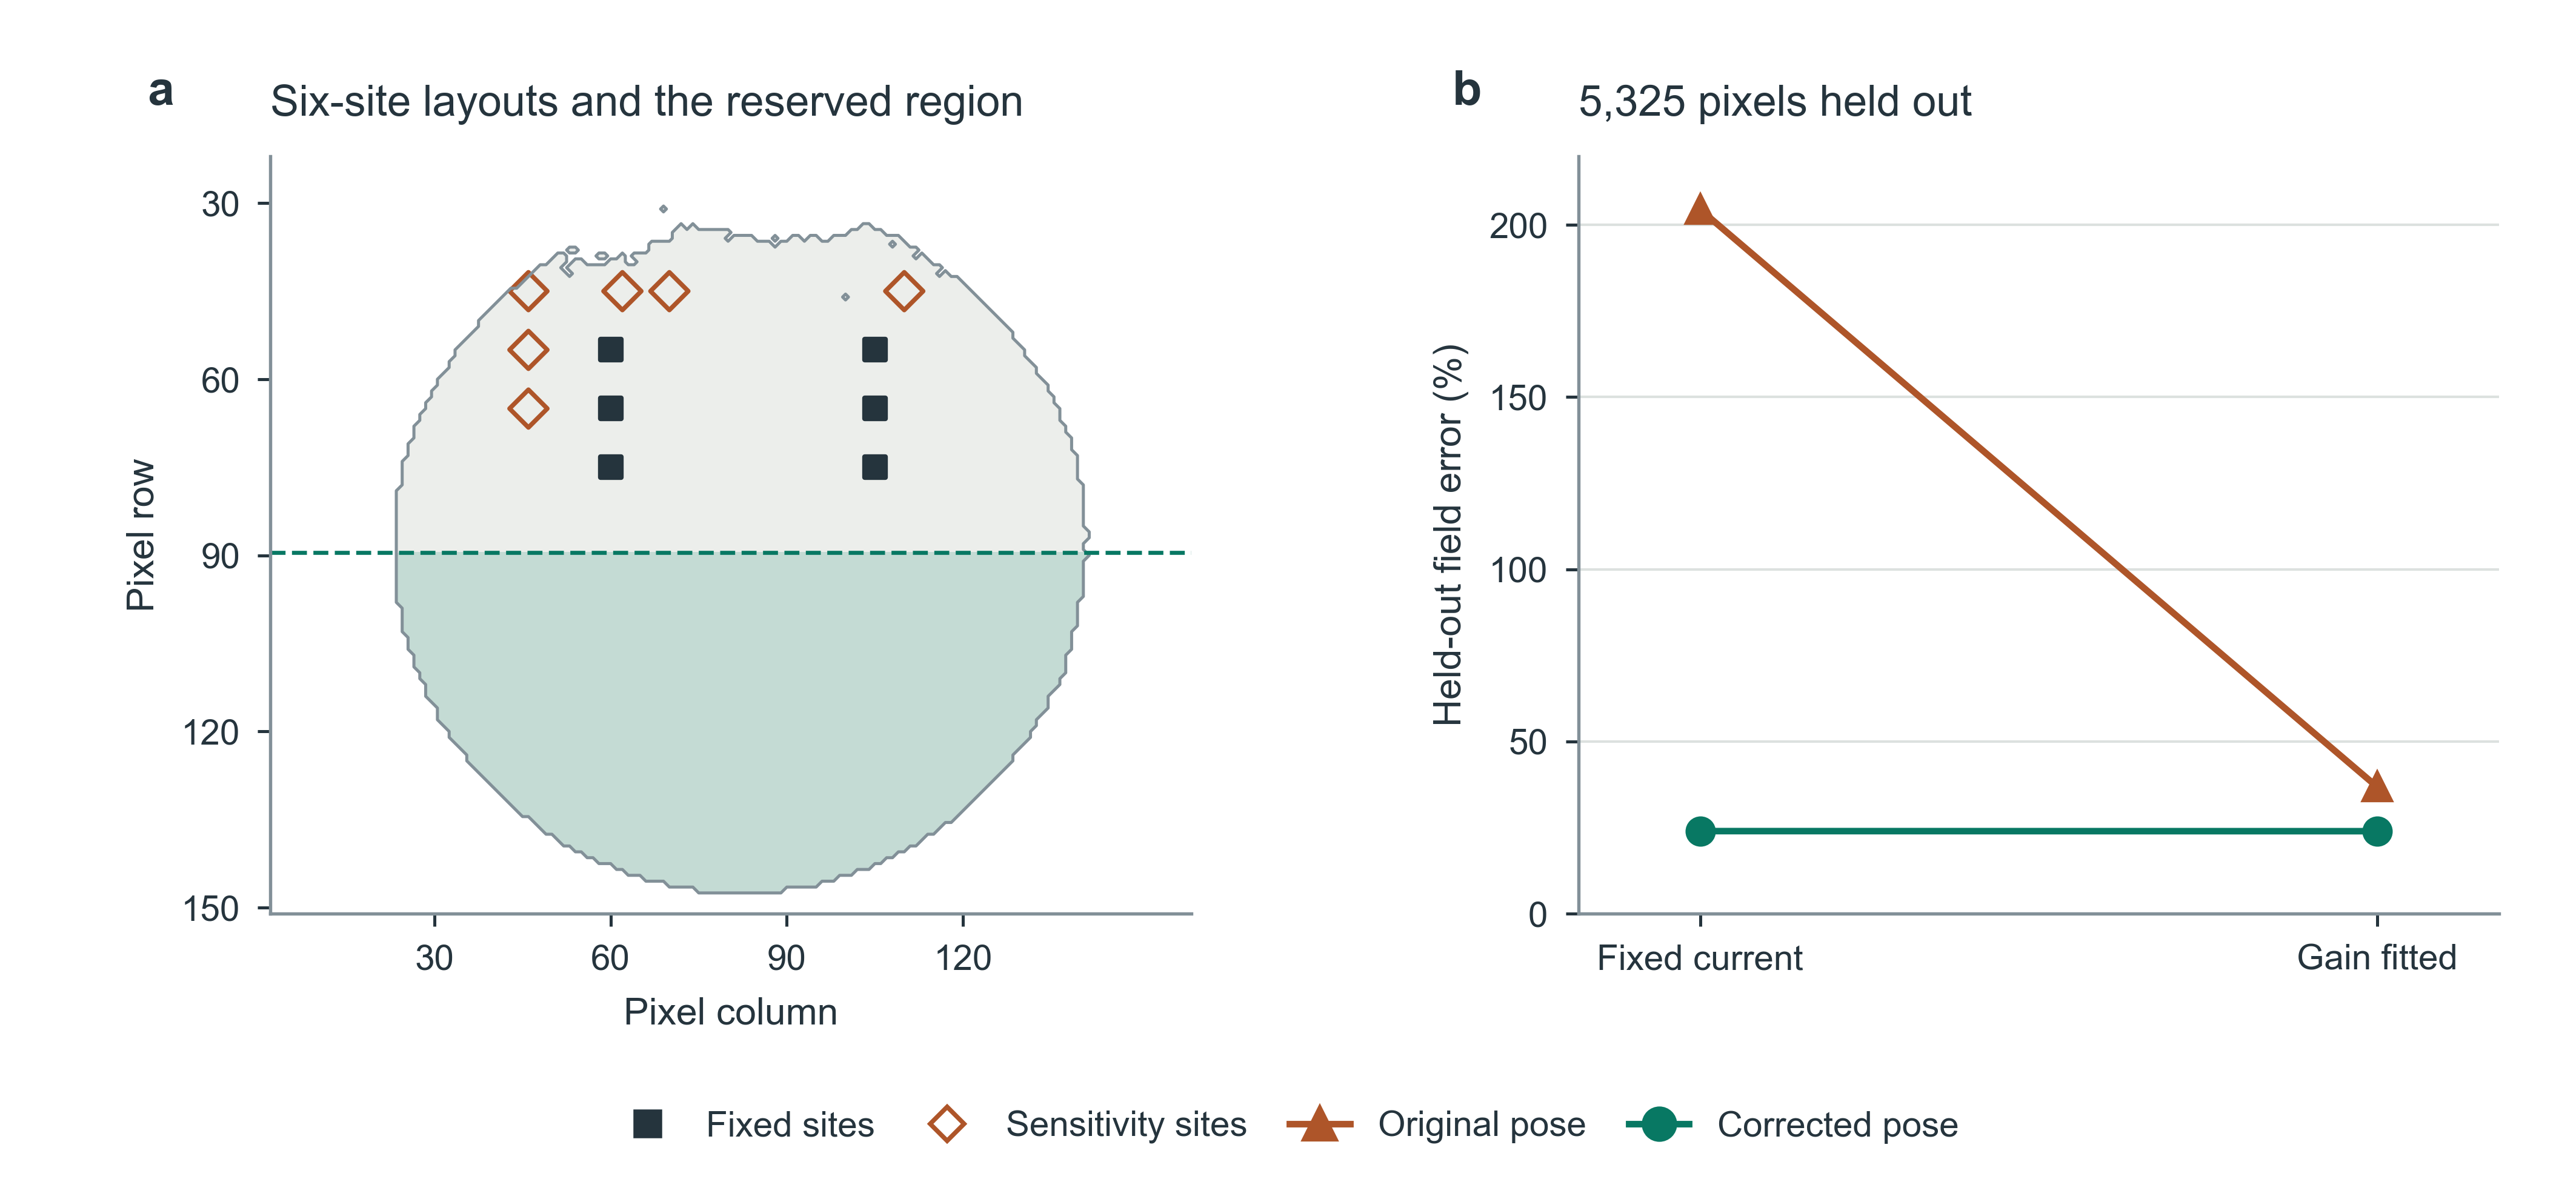 a
Six-site layouts and the reserved region
30
60
90
120
150
Pixel row
30
60
90
120
Pixel column
b
5,325 pixels held out
200
150
100
50
0
Held-out field error (%)
Fixed current
Gain fitted
Fixed sites
Sensitivity sites
Original pose
Corrected pose